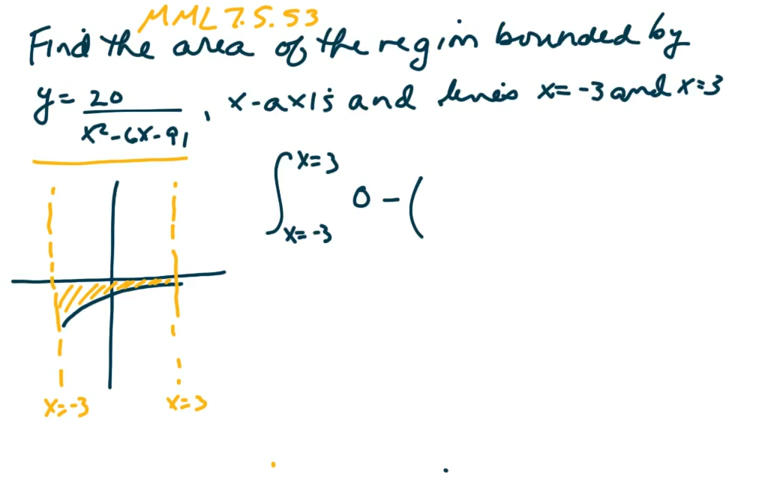 MML 7.5.53
Find the area of the region bounded by
y = 20 / x² - 6x - 91 , x-axis and lines x = -3 and x = 3
∫ x = 3 x = -3 0 - (
x = -3 x = 3